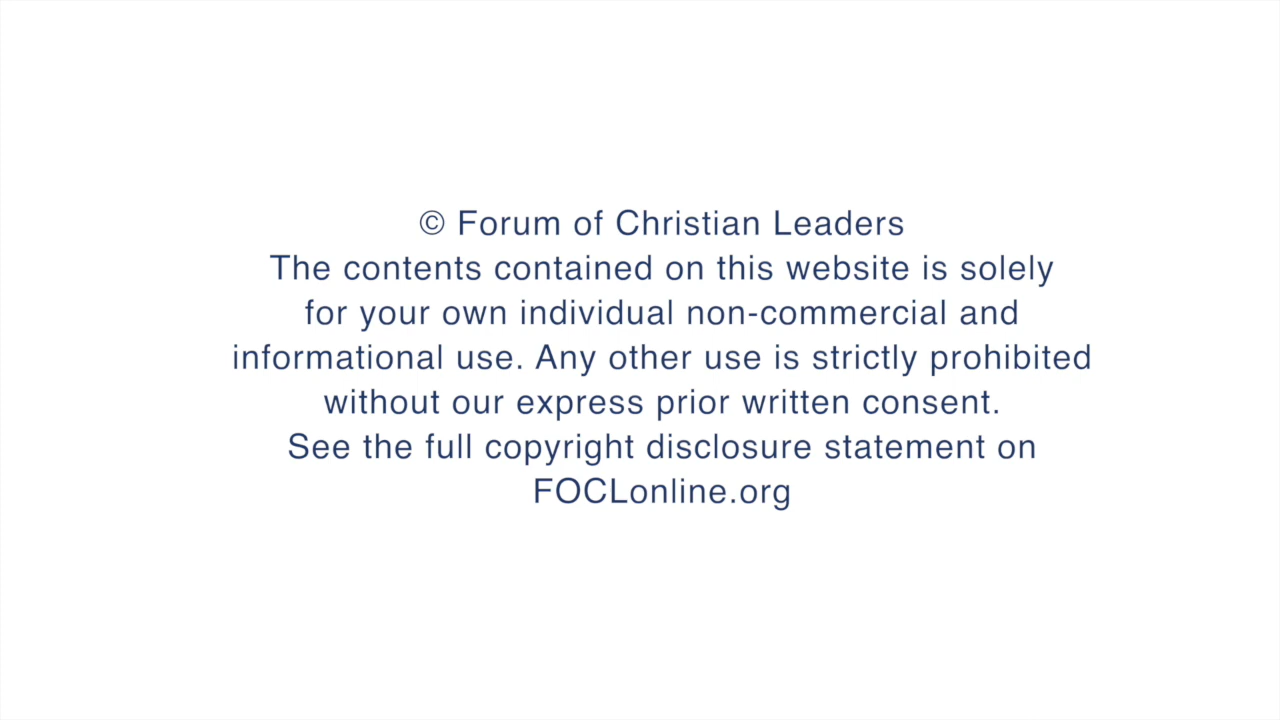 © Forum of Christian Leaders
The contents contained on this website is solely
for your own individual non-commercial and
informational use. Any other use is strictly prohibited
without our express prior written consent.
See the full copyright disclosure statement on
FOCLonline.org